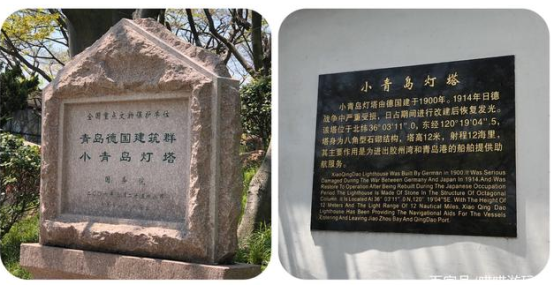 全国重点文物保护单位
青岛德国建筑群
小青岛灯塔
小青岛灯塔
小青岛灯塔由德国建于1900年。1914年日德
战争中严重受损，日占期间进行改建后恢复发光。
该塔位于北纬36°03′11″.0，东经120°19′04″.5，
塔身为八角型石砌结构，塔高12米，射程12海里，
其主要作用是为进出胶州湾和青岛港的船舶提供助
航服务。
XiaoQingDao Lighthouse Was Built By German in 1900.It Was Serious
Damaged During The War Between Germany And Japan In 1914.And Was
Restore To Operation After Being Rebuilt During The Japanese Occupation
Period.The Lighthouse Is Made Of Stone In The Structure Of Octagonal
Column. It Is Located At 36°03′11″.0N,120°19′04″5E. With The Height Of
12 Meters And The Light Range Of 12 Nautical Miles, Xiao Qing Dao
Lighthouse Has Been Providing The Navigational Aids For The Vessels
Entering And Leaving Jiao Zhou Bay And QingDao Port.